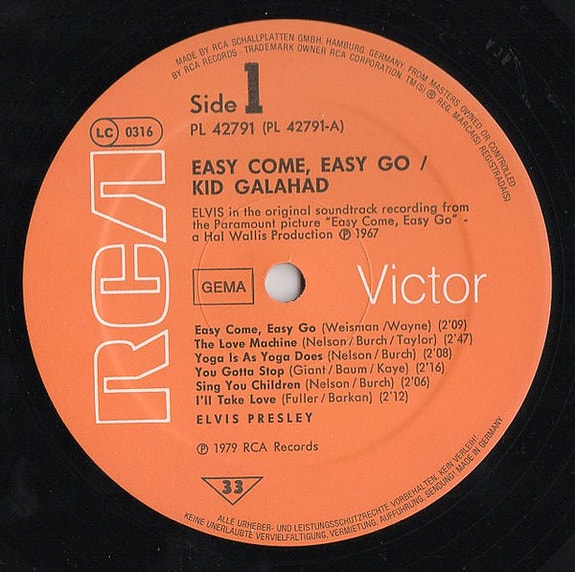 MADE BY RCA SCHALLPLATTEN GMBH, HAMBURG, GERMANY, FROM MASTERS OWNED OR CONTROLLED
BY RCA RECORDS · TRADEMARK OWNER RCA CORPORATION TM(S) ® REG. MARCA(S) REGISTRADA(S)
Side 1
PL 42791 (PL 42791-A)
LC 0316
EASY COME, EASY GO /
KID GALAHAD
ELVIS in the original soundtrack recording from
the Paramount picture "Easy Come, Easy Go" -
a Hal Wallis Production ℗ 1967
RCA
GEMA
Victor
Easy Come, Easy Go (Weisman/Wayne) (2'09)
The Love Machine (Nelson/Burch/Taylor) (2'47)
Yoga Is As Yoga Does (Nelson/Burch) (2'08)
You Gotta Stop (Giant/Baum/Kaye) (2'16)
Sing You Children (Nelson/Burch) (2'06)
I'll Take Love (Fuller/Barkan) (2'12)
ELVIS PRESLEY
℗ 1979 RCA Records
33
ALLE URHEBER- UND LEISTUNGSSCHUTZRECHTE VORBEHALTEN. KEIN VERLEIH!
KEINE UNERLAUBTE VERVIELFÄLTIGUNG, VERMIETUNG, AUFFÜHRUNG, SENDUNG! MADE IN GERMANY